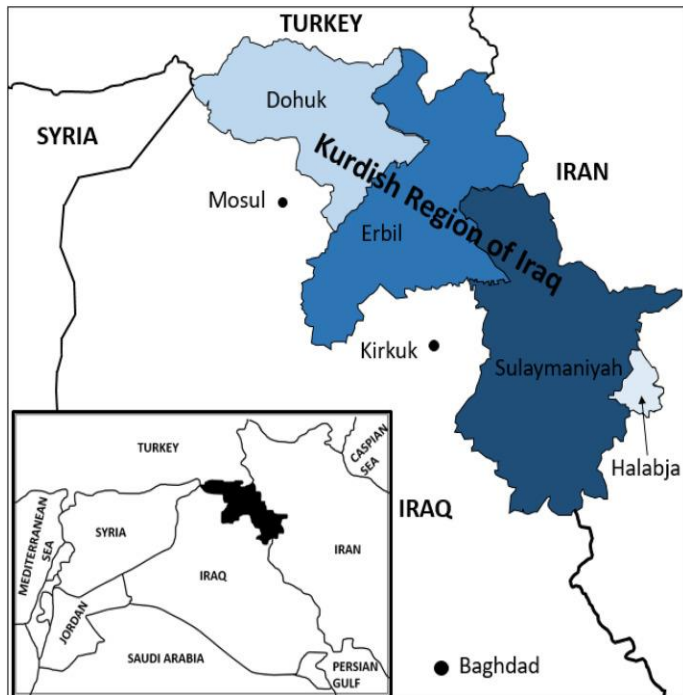 TURKEY
Dohuk
SYRIA
Kurdish Region of Iraq
IRAN
Mosul
Erbil
Kirkuk
Sulaymaniyah
Halabja
IRAQ
Baghdad
TURKEY
CASPIAN
SEA
MEDITERRANEAN
SEA
SYRIA
IRAQ
IRAN
JORDAN
SAUDI ARABIA
PERSIAN
GULF